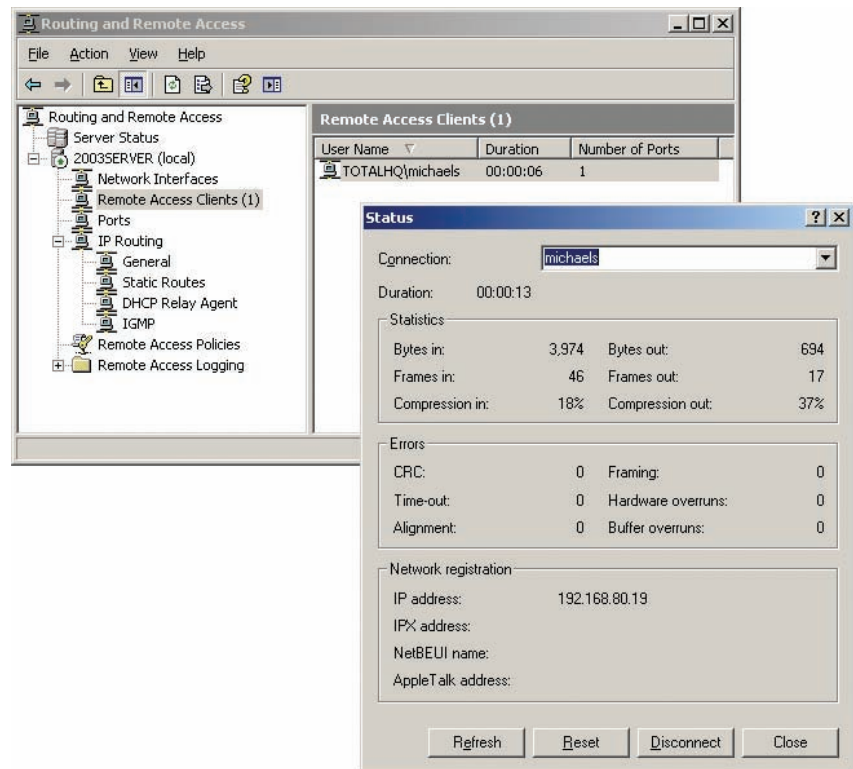 Routing and Remote Access
File Action View Help
Routing and Remote Access
Server Status
2003SERVER (local)
Network Interfaces
Remote Access Clients (1)
Ports
IP Routing
General
Static Routes
DHCP Relay Agent
IGMP
Remote Access Policies
Remote Access Logging
Remote Access Clients (1)
User Name Duration Number of Ports
TOTALHQ\michaels 00:00:06 1
Status
Connection: michaels
Duration: 00:00:13
Statistics
Bytes in: 3,974 Bytes out: 694
Frames in: 46 Frames out: 17
Compression in: 18% Compression out: 37%
Errors
CRC: 0 Framing: 0
Time-out: 0 Hardware overruns: 0
Alignment: 0 Buffer overruns: 0
Network registration
IP address: 192.168.80.19
IPX address:
NetBEUI name:
AppleTalk address:
Refresh Reset Disconnect Close